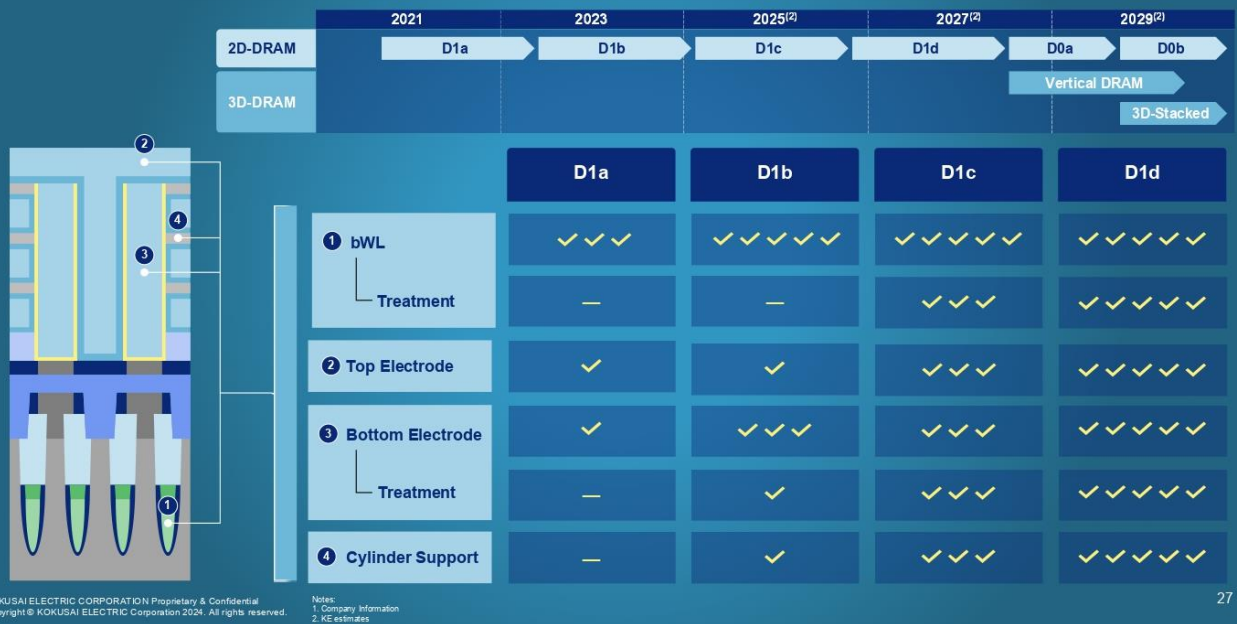 2021 2023 2025(2) 2027(2) 2029(2)
2D-DRAM D1a D1b D1c D1d D0a D0b
3D-DRAM Vertical DRAM
3D-Stacked
2
4
3
1
D1a D1b D1c D1d
1 bWL ✓✓✓ ✓✓✓✓✓ ✓✓✓✓✓ ✓✓✓✓✓
Treatment — — ✓✓✓ ✓✓✓✓✓
2 Top Electrode ✓ ✓ ✓✓✓ ✓✓✓✓✓
3 Bottom Electrode ✓ ✓✓✓ ✓✓✓ ✓✓✓✓✓
Treatment — ✓ ✓✓✓ ✓✓✓✓✓
4 Cylinder Support — ✓ ✓✓✓ ✓✓✓✓✓
KUSAI ELECTRIC CORPORATION Proprietary & Confidential
pyright © KOKUSAI ELECTRIC Corporation 2024. All rights reserved.
Notes:
1. Company Information
2. KE estimates
27